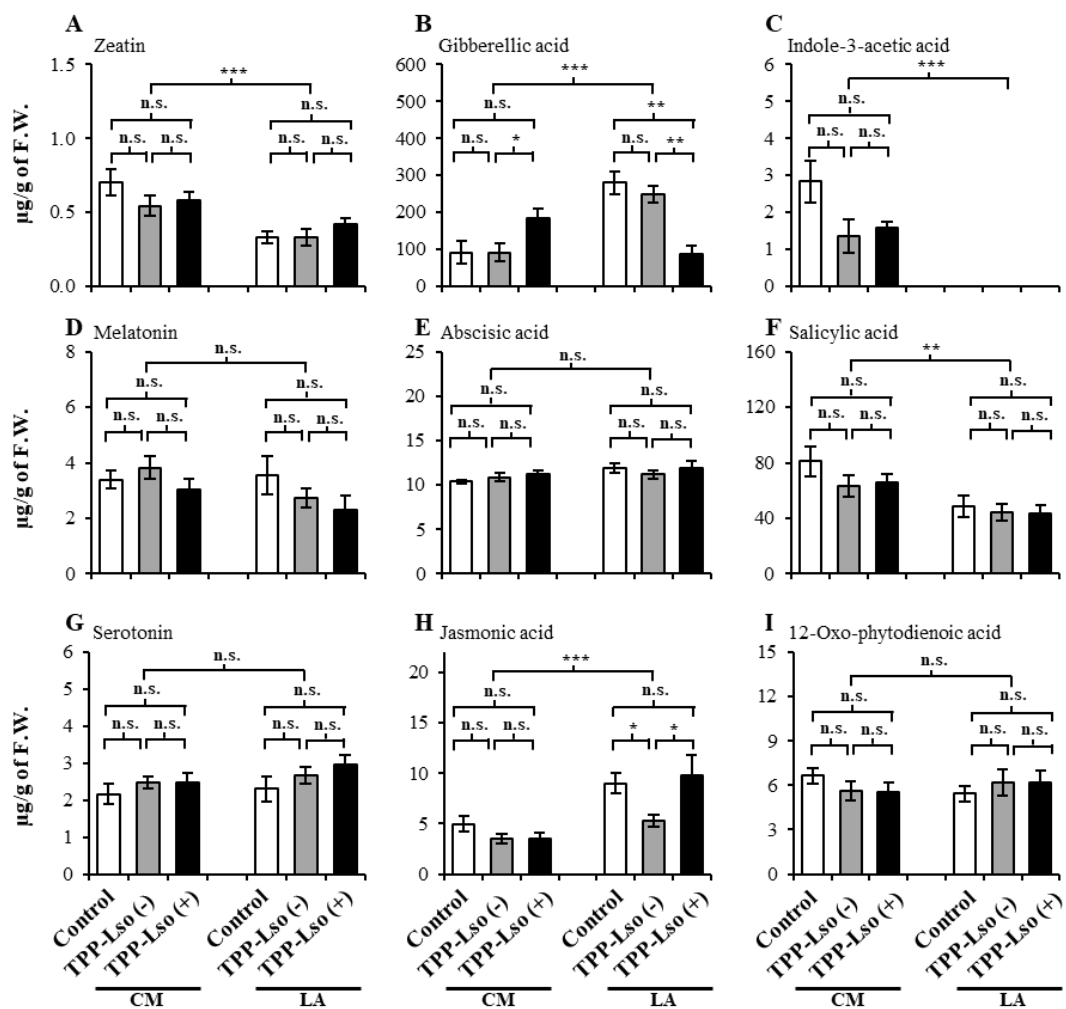 A
Zeatin
B
Gibberellic acid
C
Indole-3-acetic acid
µg/g of F.W.
1.5
1.0
0.5
0.0
***
n.s.
n.s.
n.s. n.s.
n.s. n.s.
600
500
400
300
200
100
0
***
n.s.
**
n.s. *
n.s. **
6
5
4
3
2
1
0
***
n.s.
n.s. n.s.
D
Melatonin
E
Abscisic acid
F
Salicylic acid
µg/g of F.W.
8
6
4
2
0
n.s.
n.s.
n.s.
n.s. n.s.
n.s. n.s.
25
20
15
10
5
0
n.s.
n.s.
n.s.
n.s. n.s.
n.s. n.s.
160
120
80
40
0
**
n.s.
n.s.
n.s. n.s.
n.s. n.s.
G
Serotonin
H
Jasmonic acid
I
12-Oxo-phytodienoic acid
µg/g of F.W.
6
5
4
3
2
1
0
n.s.
n.s.
n.s.
n.s. n.s.
n.s. n.s.
20
15
10
5
0
***
n.s.
n.s.
n.s. n.s.
* *
15
12
9
6
3
0
n.s.
n.s.
n.s.
n.s. n.s.
n.s. n.s.
Control
TPP-Lso (-)
TPP-Lso (+)
Control
TPP-Lso (-)
TPP-Lso (+)
CM
LA
Control
TPP-Lso (-)
TPP-Lso (+)
Control
TPP-Lso (-)
TPP-Lso (+)
CM
LA
Control
TPP-Lso (-)
TPP-Lso (+)
Control
TPP-Lso (-)
TPP-Lso (+)
CM
LA